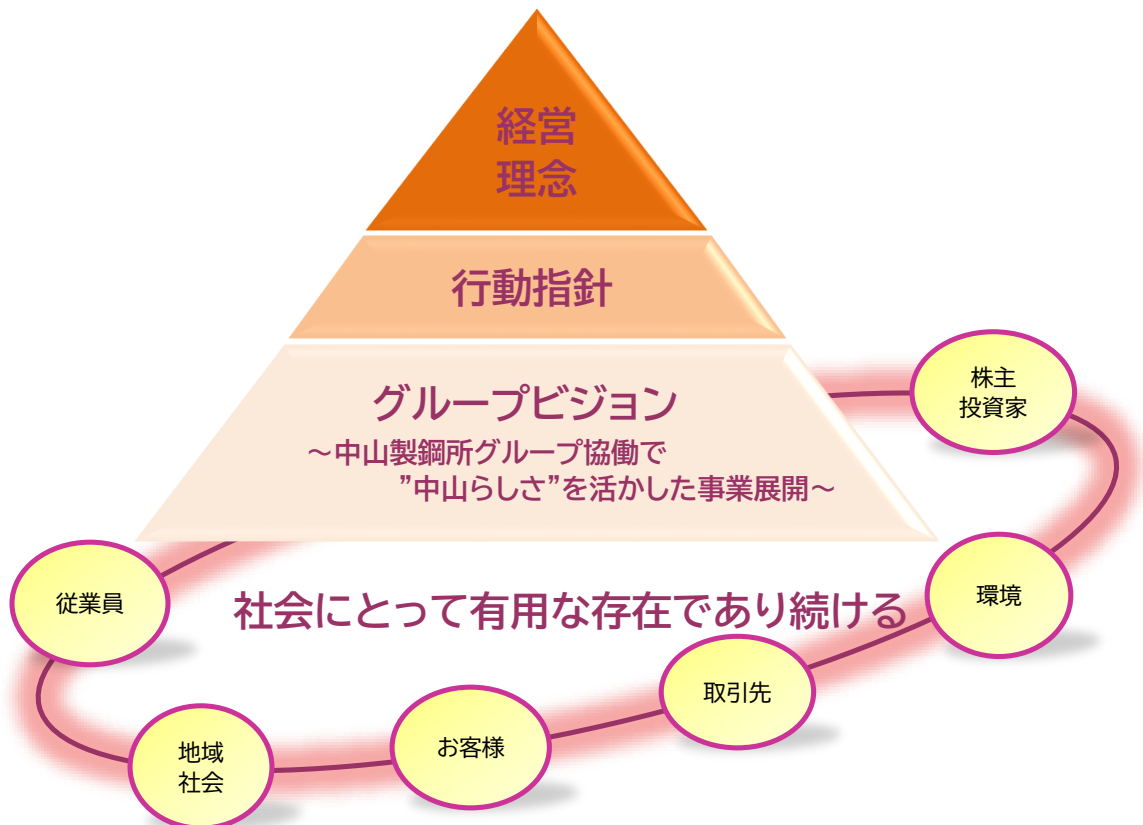 経営
理念
行動指針
グループビジョン
～中山製鋼所グループ協働で
”中山らしさ”を活かした事業展開～
株主
投資家
従業員
社会にとって有用な存在であり続ける
環境
取引先
お客様
地域
社会